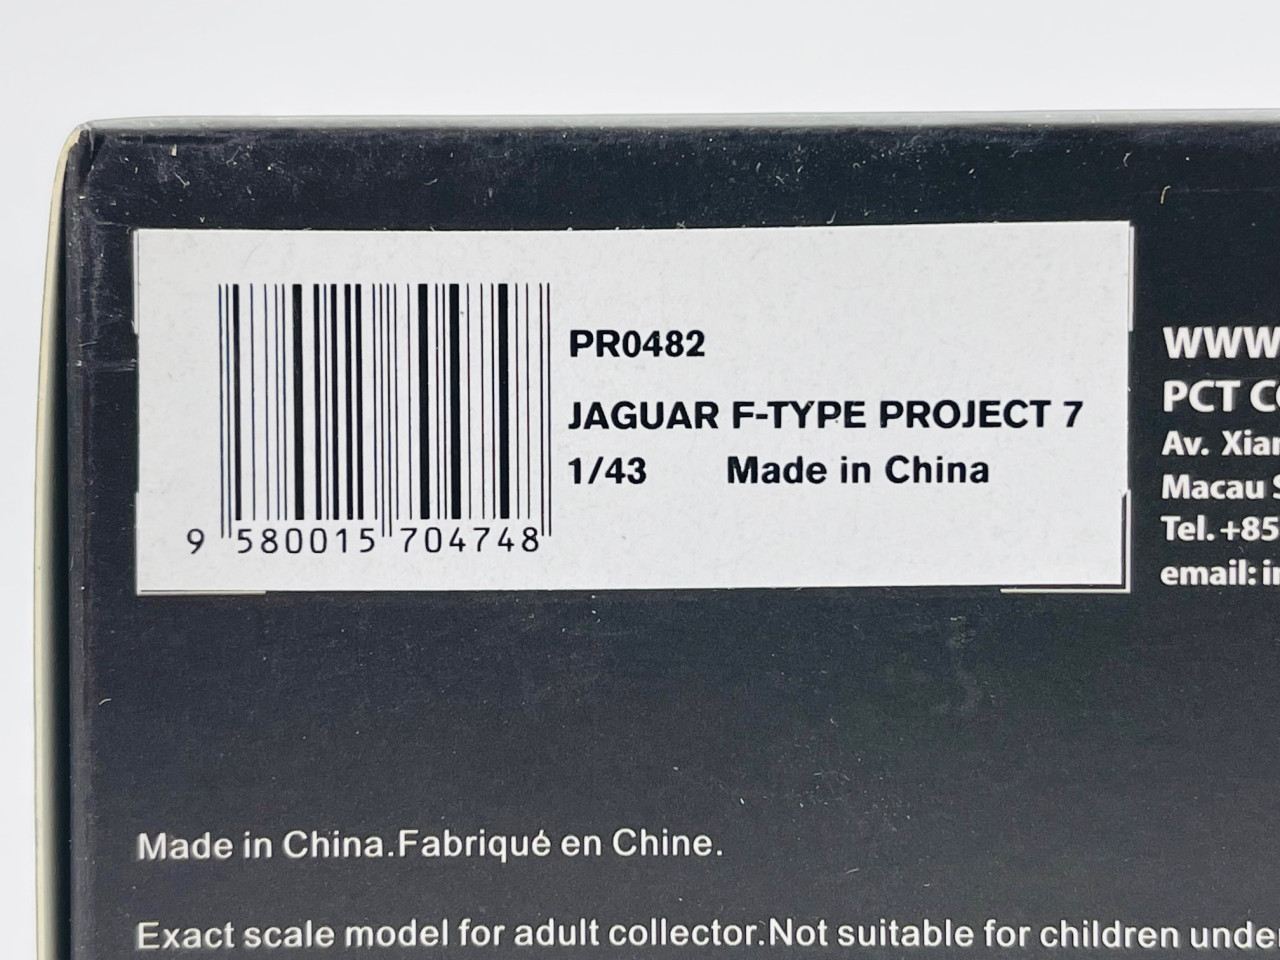 PR0482
JAGUAR F-TYPE PROJECT 7
1/43 Made in China
9 580015 704748
WWW
PCT
Av.
Macau
Tel.+85
email:
Made in China.Fabriqué en Chine.
Exact scale model for adult collector.Not suitable for children